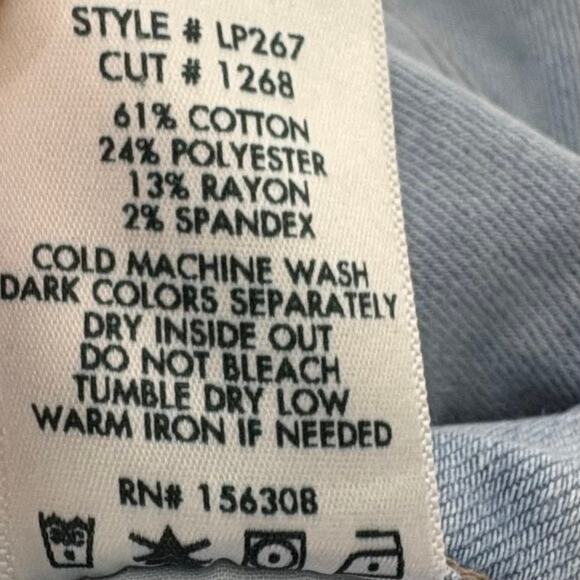 STYLE # LP267
CUT # 1268
61% COTTON
24% POLYESTER
13% RAYON
2% SPANDEX
COLD MACHINE WASH
DARK COLORS SEPARATELY
DRY INSIDE OUT
DO NOT BLEACH
TUMBLE DRY LOW
WARM IRON IF NEEDED
RN# 156308